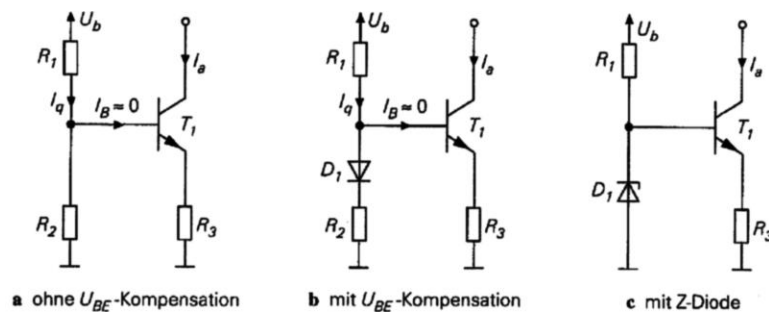 U_b
R_1
I_a
I_q
I_B ≈ 0
T_1
R_2
R_3
a ohne U_BE-Kompensation
U_b
R_1
I_a
I_q
I_B ≈ 0
T_1
D_1
R_2
R_3
b mit U_BE-Kompensation
U_b
R_1
I_a
T_1
D_1
R_3
c mit Z-Diode